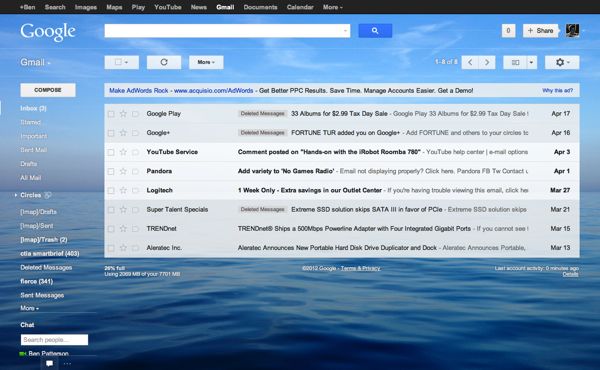 +Ben Search Images Maps Play YouTube News Gmail Documents Calendar More
Google
0 + Share
Gmail
More
1–8 of 8
COMPOSE
Make AdWords Rock - www.acquisio.com/AdWords - Get Better PPC Results. Save Time. Manage Accounts Easier. Get a Demo! Why this ad?
Inbox (3)
Starred
Important
Sent Mail
Drafts
All Mail
Circles
[Imap]/Drafts
[Imap]/Sent
[Imap]/Trash (2)
ctia smartbrief (403)
Deleted Messages
fierce (341)
Sent Messages
More
Chat
Search people...
Ben Patterson
Google Play Deleted Messages 33 Albums for $2.99 Tax Day Sale - Google Play 33 Albums for $2.99 Tax Day Sale Apr 17
Google+ Deleted Messages FORTUNE TUR added you on Google+ - Add FORTUNE and others to your circles to Apr 16
YouTube Service Comment posted on "Hands-on with the iRobot Roomba 780" - YouTube help center | e-mail options Apr 3
Pandora Add variety to 'No Games Radio' - Email not displaying properly? Click here. Pandora FB Tw Contact Apr 1
Logitech 1 Week Only - Extra savings in our Outlet Center - If you're having trouble viewing this email, click her Mar 27
Super Talent Specials Deleted Messages Extreme SSD solution skips SATA III in favor of PCIe - Extreme SSD solution skips Mar 21
TRENDnet TRENDnet Ships a 500Mbps Powerline Adapter with Four Integrated Gigabit Ports - If you cannot see Mar 15
Aleratec Inc. Aleratec Announces New Portable Hard Disk Drive Duplicator and Dock - Aleratec Announces New Portable, Mar 13
26% full
Using 2069 MB of your 7701 MB
©2012 Google - Terms & Privacy
Last account activity: 0 minutes ago
Details